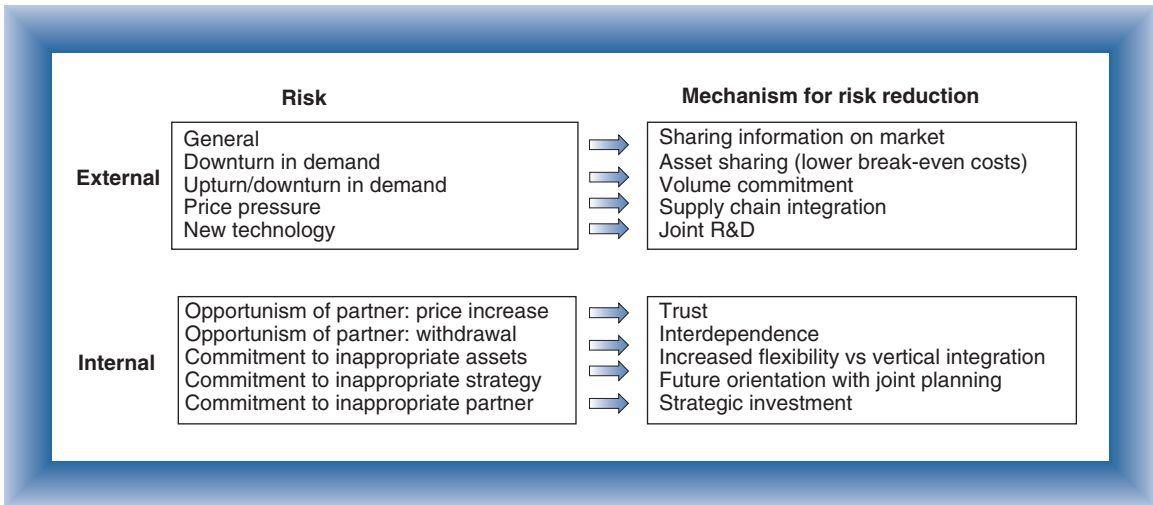 Risk
Mechanism for risk reduction
External
General
Downturn in demand
Upturn/downturn in demand
Price pressure
New technology
Sharing information on market
Asset sharing (lower break-even costs)
Volume commitment
Supply chain integration
Joint R&D
Internal
Opportunism of partner: price increase
Opportunism of partner: withdrawal
Commitment to inappropriate assets
Commitment to inappropriate strategy
Commitment to inappropriate partner
Trust
Interdependence
Increased flexibility vs vertical integration
Future orientation with joint planning
Strategic investment